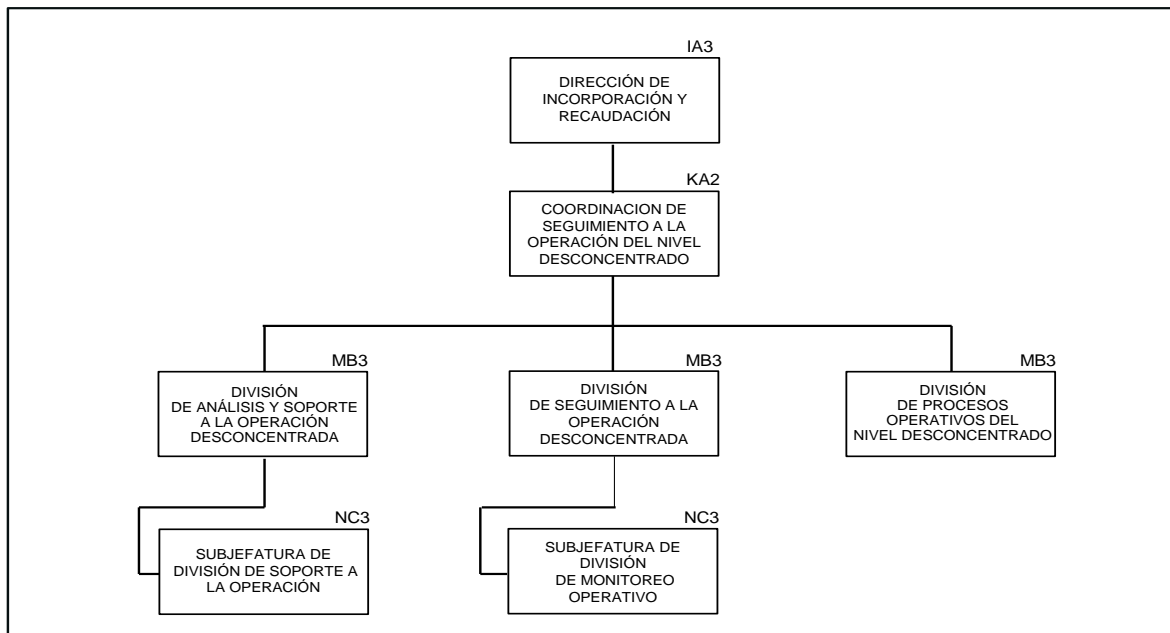 IA3
DIRECCIÓN DE
INCORPORACIÓN Y
RECAUDACIÓN
KA2
COORDINACION DE
SEGUIMIENTO A LA
OPERACIÓN DEL NIVEL
DESCONCENTRADO
MB3
DIVISIÓN
DE ANÁLISIS Y SOPORTE
A LA OPERACIÓN
DESCONCENTRADA
MB3
DIVISIÓN
DE SEGUIMIENTO A LA
OPERACIÓN
DESCONCENTRADA
MB3
DIVISIÓN
DE PROCESOS
OPERATIVOS DEL
NIVEL DESCONCENTRADO
NC3
SUBJEFATURA DE
DIVISIÓN DE SOPORTE A
LA OPERACIÓN
NC3
SUBJEFATURA DE
DIVISIÓN
DE MONITOREO
OPERATIVO